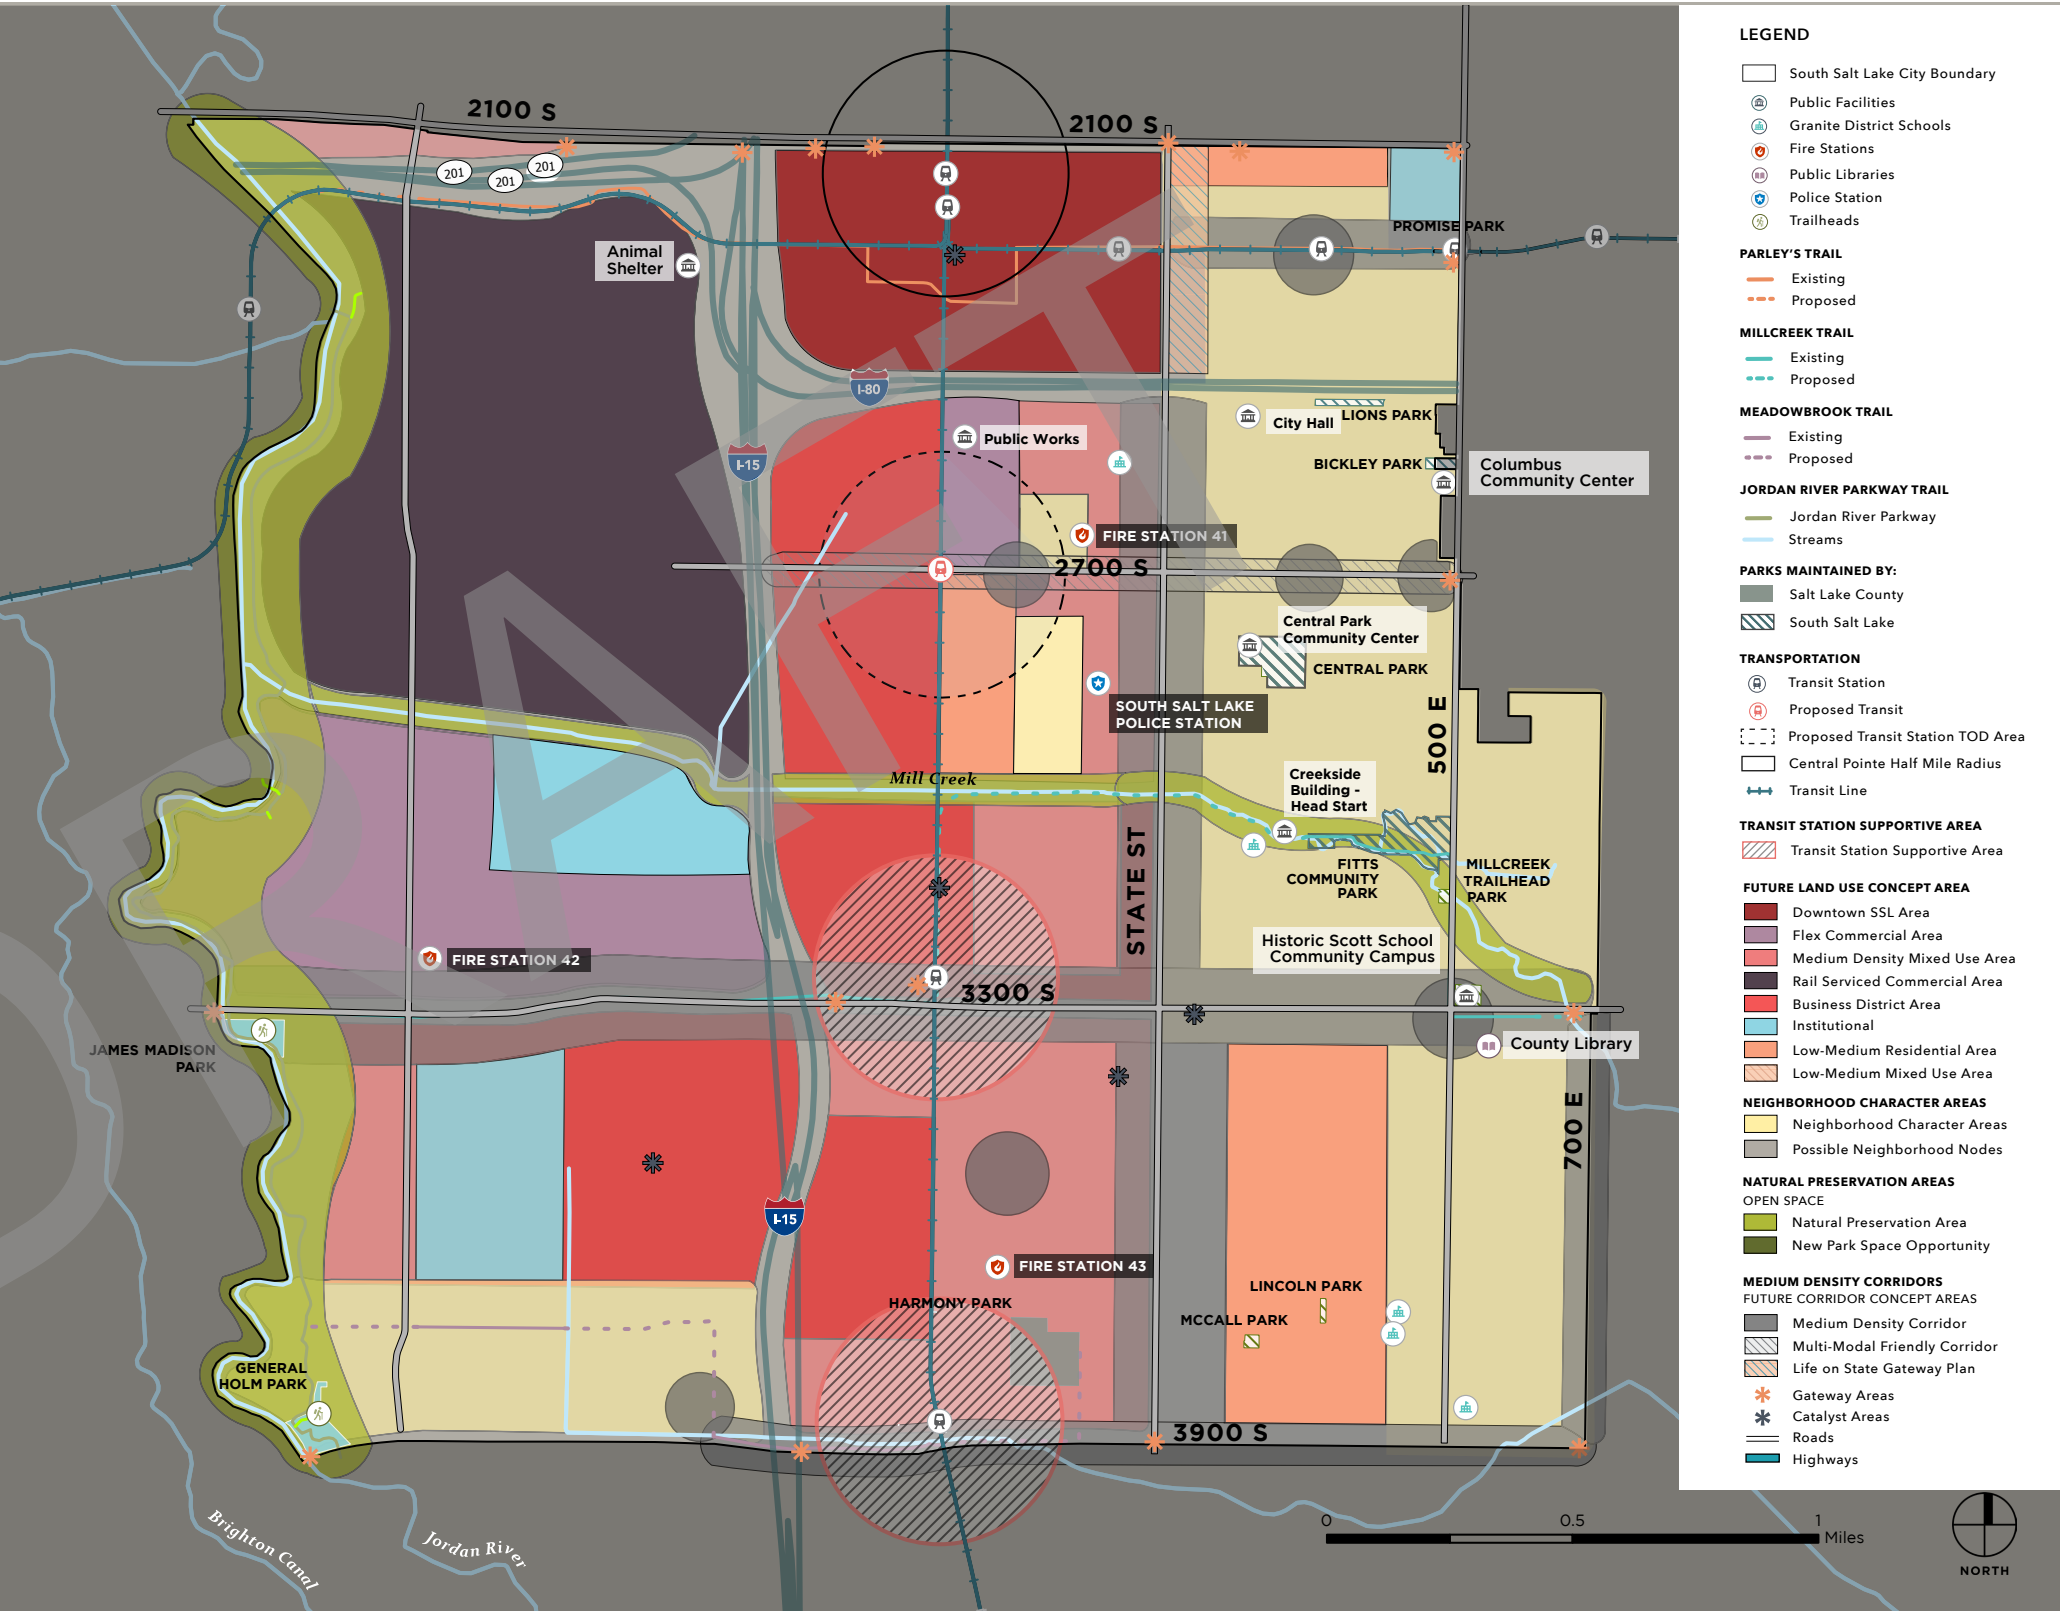 2100 S
2100 S
201
201
201
Animal
Shelter
PROMISE PARK
I-80
I-15
Public Works
City Hall
LIONS PARK
BICKLEY PARK
Columbus
Community Center
FIRE STATION 41
2700 S
Central Park
Community Center
CENTRAL PARK
SOUTH SALT LAKE
POLICE STATION
500 E
Mill Creek
Creekside
Building -
Head Start
STATE ST
FITTS
COMMUNITY
PARK
MILLCREEK
TRAILHEAD
PARK
Historic Scott School
Community Campus
FIRE STATION 42
3300 S
JAMES MADISON
PARK
County Library
700 E
I-15
FIRE STATION 43
HARMONY PARK
LINCOLN PARK
MCCALL PARK
GENERAL
HOLM PARK
3900 S
Brighton Canal
Jordan River
0
0.5
1
Miles
NORTH
DRAFT
LEGEND
South Salt Lake City Boundary
Public Facilities
Granite District Schools
Fire Stations
Public Libraries
Police Station
Trailheads
PARLEY'S TRAIL
Existing
Proposed
MILLCREEK TRAIL
Existing
Proposed
MEADOWBROOK TRAIL
Existing
Proposed
JORDAN RIVER PARKWAY TRAIL
Jordan River Parkway
Streams
PARKS MAINTAINED BY:
Salt Lake County
South Salt Lake
TRANSPORTATION
Transit Station
Proposed Transit
Proposed Transit Station TOD Area
Central Pointe Half Mile Radius
Transit Line
TRANSIT STATION SUPPORTIVE AREA
Transit Station Supportive Area
FUTURE LAND USE CONCEPT AREA
Downtown SSL Area
Flex Commercial Area
Medium Density Mixed Use Area
Rail Serviced Commercial Area
Business District Area
Institutional
Low-Medium Residential Area
Low-Medium Mixed Use Area
NEIGHBORHOOD CHARACTER AREAS
Neighborhood Character Areas
Possible Neighborhood Nodes
NATURAL PRESERVATION AREAS
OPEN SPACE
Natural Preservation Area
New Park Space Opportunity
MEDIUM DENSITY CORRIDORS
FUTURE CORRIDOR CONCEPT AREAS
Medium Density Corridor
Multi-Modal Friendly Corridor
Life on State Gateway Plan
Gateway Areas
Catalyst Areas
Roads
Highways